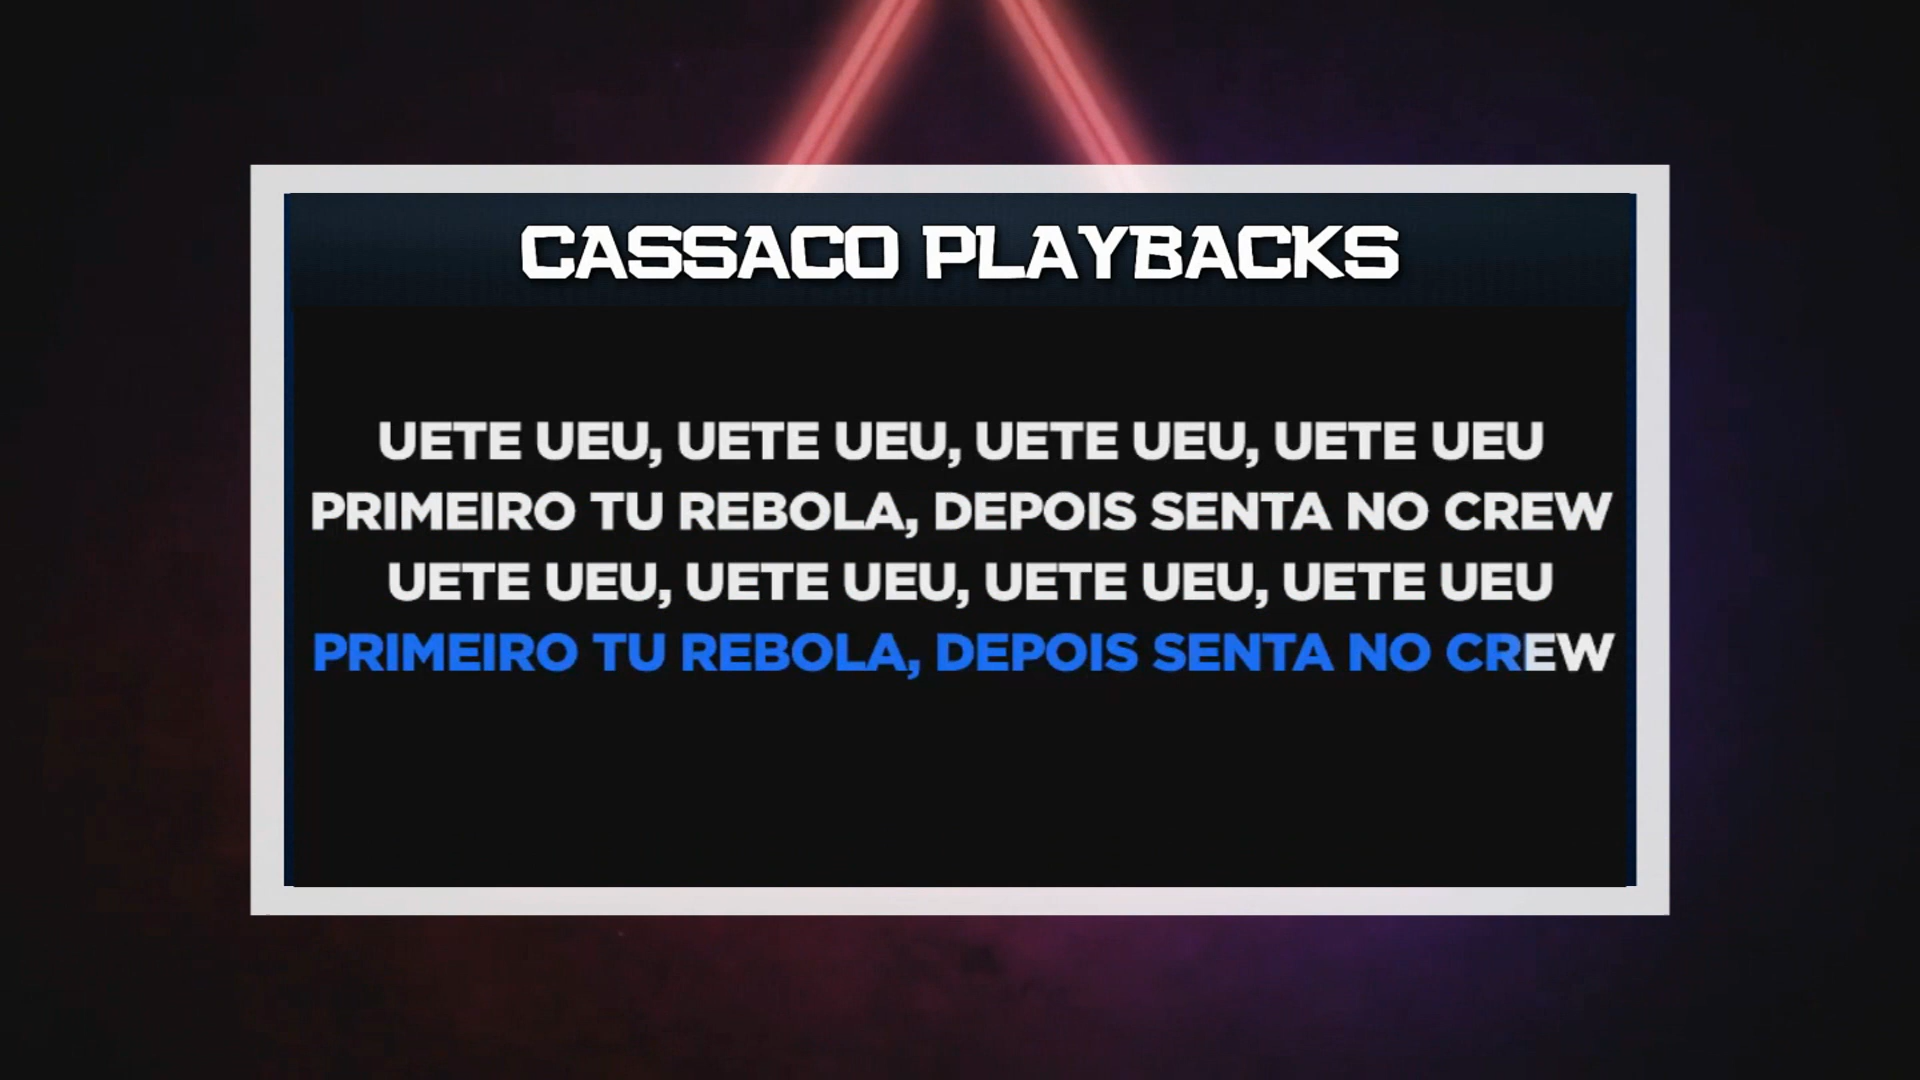 CASSACO PLAYBACKS
UETE UEU, UETE UEU, UETE UEU, UETE UEU
PRIMEIRO TU REBOLA, DEPOIS SENTA NO CREW
UETE UEU, UETE UEU, UETE UEU, UETE UEU
PRIMEIRO TU REBOLA, DEPOIS SENTA NO CREW